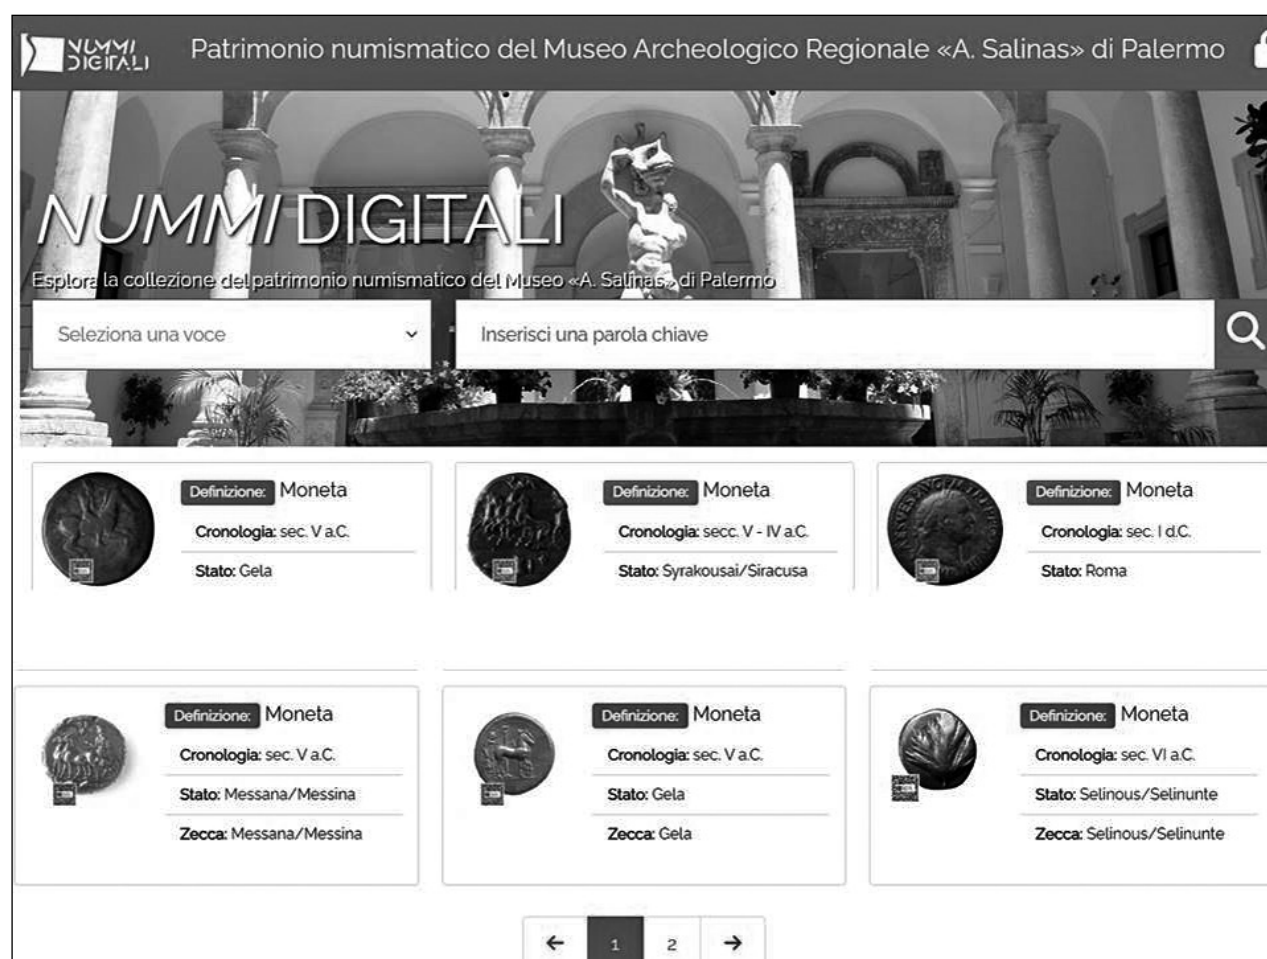 NUMMI
DIGITALI
Patrimonio numismatico del Museo Archeologico Regionale «A. Salinas» di Palermo
NUMMI DIGITALI
Esplora la collezione del patrimonio numismatico del Museo «A. Salinas» di Palermo
Seleziona una voce
Inserisci una parola chiave
Definizione: Moneta
Cronologia: sec. V a.C.
Stato: Gela
Definizione: Moneta
Cronologia: secc. V - IV a.C.
Stato: Syrakousai/Siracusa
Definizione: Moneta
Cronologia: sec. I d.C.
Stato: Roma
Definizione: Moneta
Cronologia: sec. V a.C.
Stato: Messana/Messina
Zecca: Messana/Messina
Definizione: Moneta
Cronologia: sec. V a.C.
Stato: Gela
Zecca: Gela
Definizione: Moneta
Cronologia: sec. VI a.C.
Stato: Selinous/Selinunte
Zecca: Selinous/Selinunte
← 1 2 →